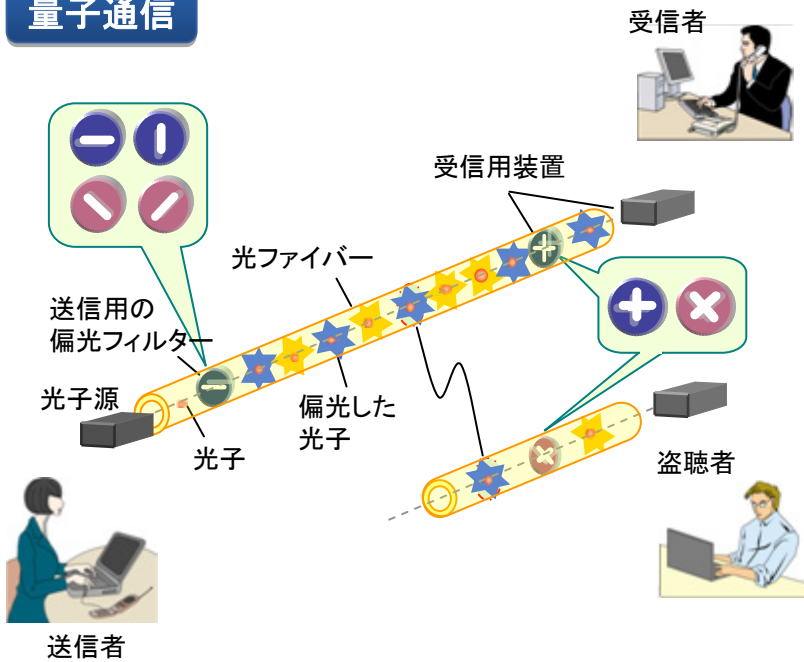 量子通信
受信者
受信用装置
光ファイバー
送信用の
偏光フィルター
光子源
偏光した
光子
光子
盗聴者
送信者